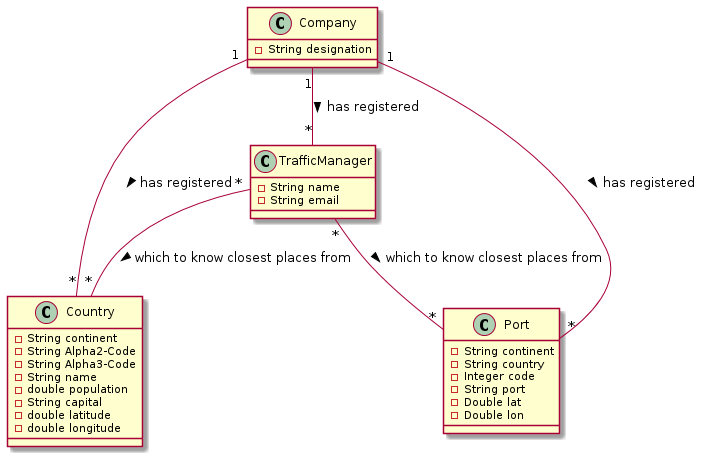 C Company
String designation
1
1
1
has registered
*
C TrafficManager
String name
String email
has registered
*
has registered
*
which to know closest places from
which to know closest places from
*
*
*
*
C Country
String continent
String Alpha2-Code
String Alpha3-Code
String name
double population
String capital
double latitude
double longitude
C Port
String continent
String country
Integer code
String port
Double lat
Double lon